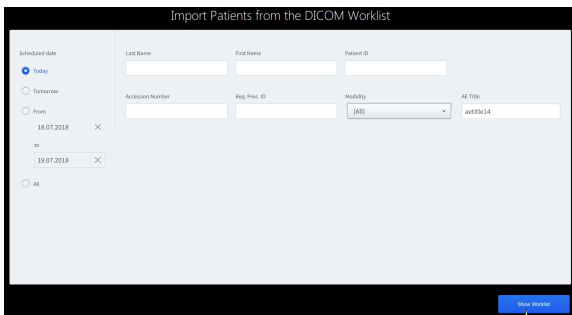 Import Patients from the DICOM Worklist
Scheduled date
Today
Tomorrow
From
18.07.2018
to
19.07.2018
All
Last Name
First Name
Patient ID
Accession Number
Req. Proc. ID
Modality
(All)
AE Title
aetitle14
Show Worklist